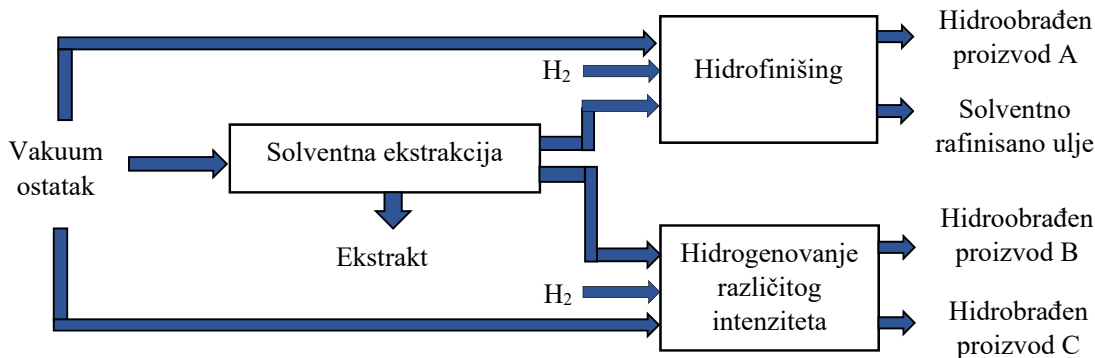 Hidroobrađen
proizvod A
H₂
Hidrofinišing
Solventno
rafinisano ulje
Vakuum
ostatak
Solventna ekstrakcija
Ekstrakt
Hidroobrađen
proizvod B
Hidrogenovanje
različitog
intenziteta
H₂
Hidrobrađen
proizvod C